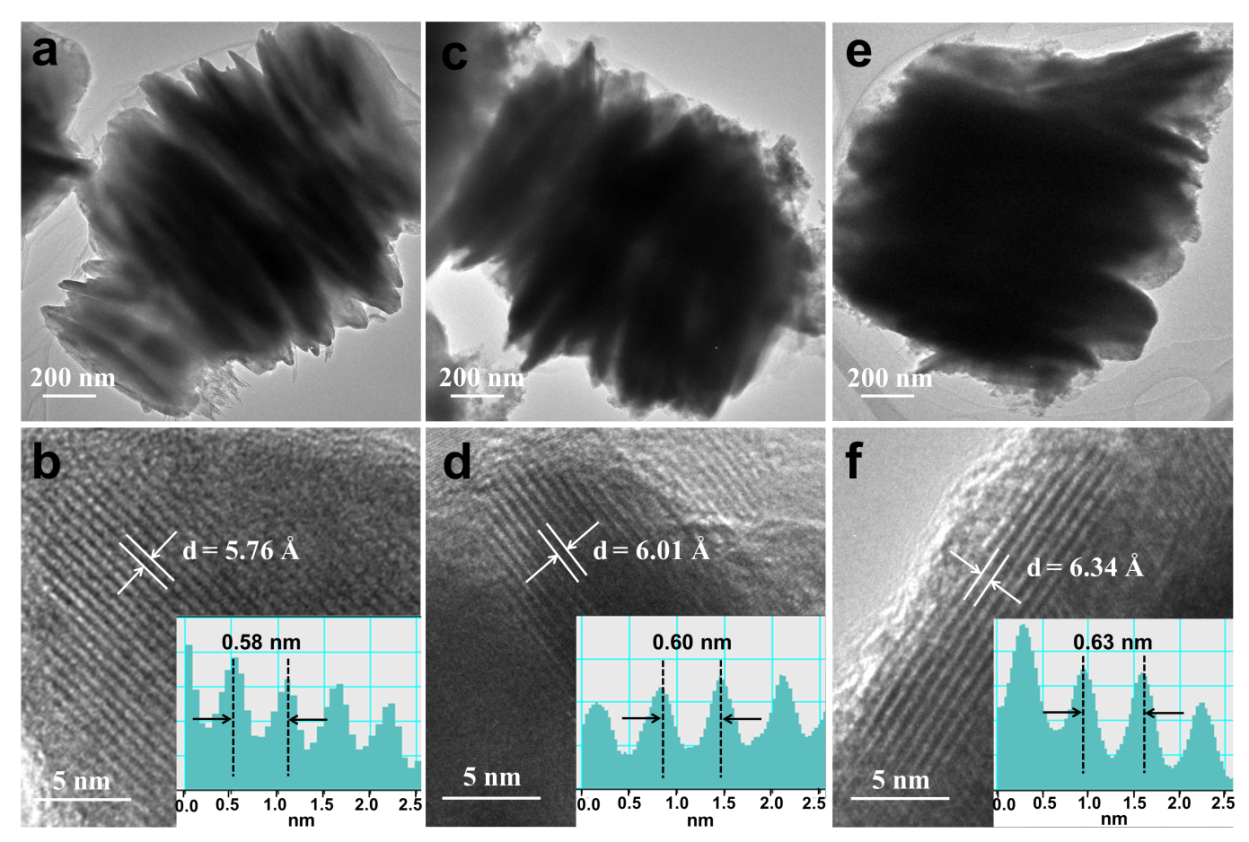 a
200 nm
c
200 nm
e
200 nm
b
d = 5.76 Å
0.58 nm
5 nm
0.0 0.5 1.0 1.5 2.0 2.5
nm
d
d = 6.01 Å
0.60 nm
5 nm
0.0 0.5 1.0 1.5 2.0 2.5
nm
f
d = 6.34 Å
0.63 nm
5 nm
0.0 0.5 1.0 1.5 2.0 2.5
nm